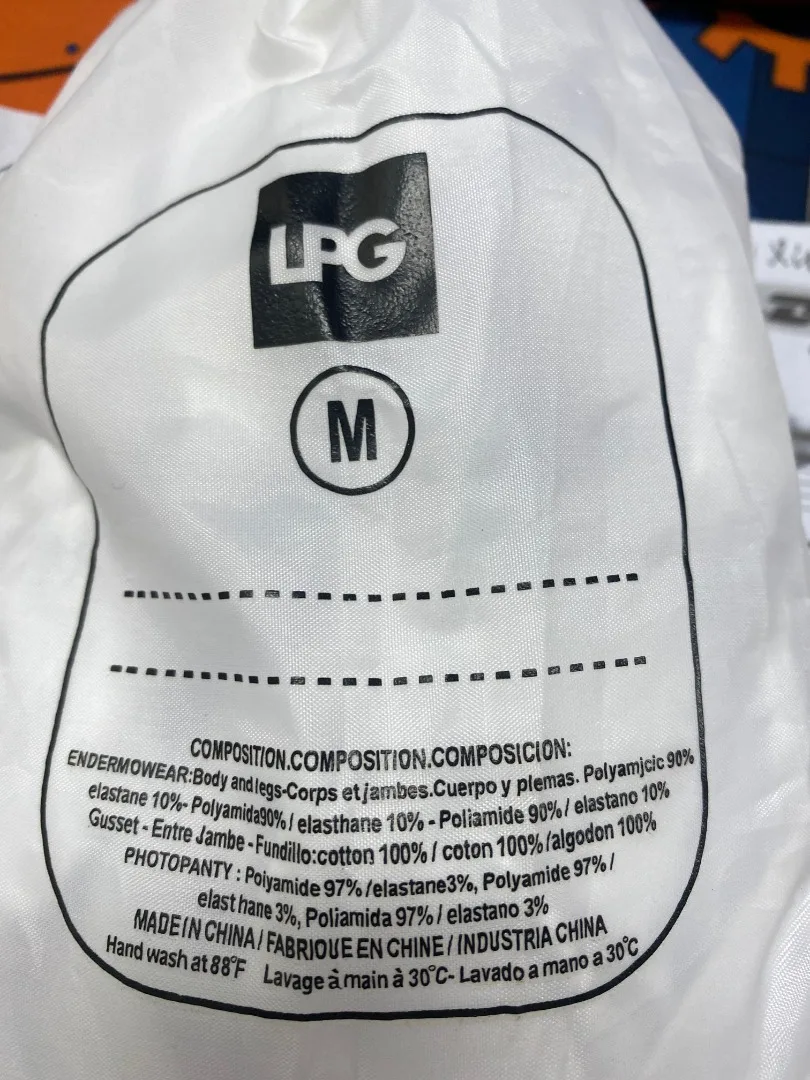 LPG
M
COMPOSITION.COMPOSITION.COMPOSICION:
ENDERMOWEAR:Body and legs-Corps et jambes.Cuerpo y plemas. Polyamjcic 90%
elastane 10%- Polyamida90% / elasthane 10% - Poliamide 90% / elastano 10%
Gusset - Entre Jambe - Fundillo:cotton 100% / coton 100% /algodon 100%
PHOTOPANTY : Polyamide 97% /elastane3%, Polyamide 97% /
elast hane 3%, Poliamida 97% / elastano 3%
MADE IN CHINA / FABRIQUE EN CHINE / INDUSTRIA CHINA
Hand wash at 88°F Lavage à main à 30°C- Lavado a mano a 30°C